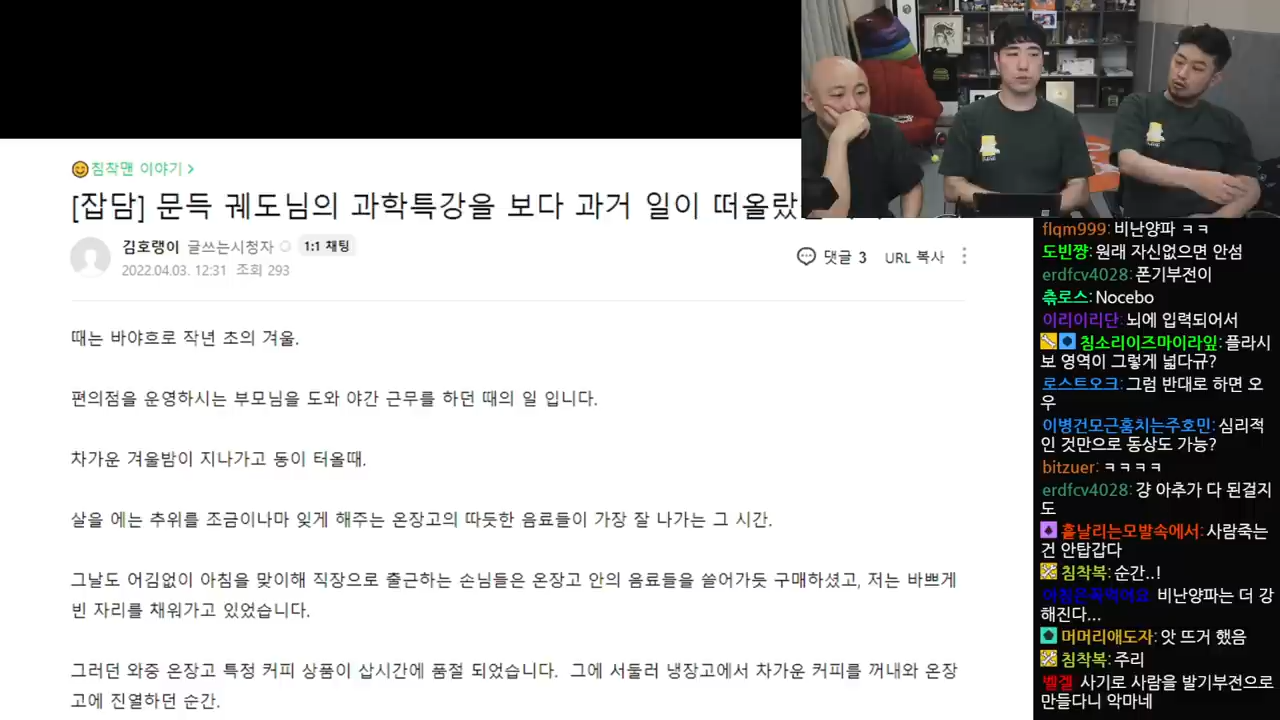 침착맨 이야기 >
[잡담] 문득 궤도님의 과학특강을 보다 과거 일이 떠올랐
김호랭이 글쓰는시청자 1:1 채팅
2022.04.03. 12:31 조회 293
댓글 3 URL 복사
때는 바야흐로 작년 초의 겨울.
편의점을 운영하시는 부모님을 도와 야간 근무를 하던 때의 일 입니다.
차가운 겨울밤이 지나가고 동이 터올때.
살을 에는 추위를 조금이나마 잊게 해주는 온장고의 따듯한 음료들이 가장 잘 나가는 그 시간.
그날도 어김없이 아침을 맞이해 직장으로 출근하는 손님들은 온장고 안의 음료들을 쓸어가듯 구매하셨고, 저는 바쁘게
빈 자리를 채워가고 있었습니다.
그러던 와중 온장고 특정 커피 상품이 삽시간에 품절 되었습니다. 그에 서둘러 냉장고에서 차가운 커피를 꺼내와 온장
고에 진열하던 순간.
flqm999: 비난양파 ㅋㅋ
도빈쨩: 원래 자신없으면 안섬
erdfcv4028: 폰기부전이
츢로스: Nocebo
이리이리단: 뇌에 입력되어서
침소리이즈마이라잎: 플라시
보 영역이 그렇게 넓다규?
로스트오크: 그럼 반대로 하면 오
우
이병건모근훔치는주호민: 심리적
인 것만으로 동상도 가능?
bitzuer: ㅋㅋㅋㅋ
erdfcv4028: 걍 아추가 다 된걸지
도
흩날리는모발속에서: 사람죽는
건 안탑갑다
침착복: 순간..!
아침은꼭먹어요 비난양파는 더 강
해진다...
머머리애도자: 앗 뜨거 했음
침착복: 주리
벨겔 사기로 사람을 발기부전으로
만들다니 악마네